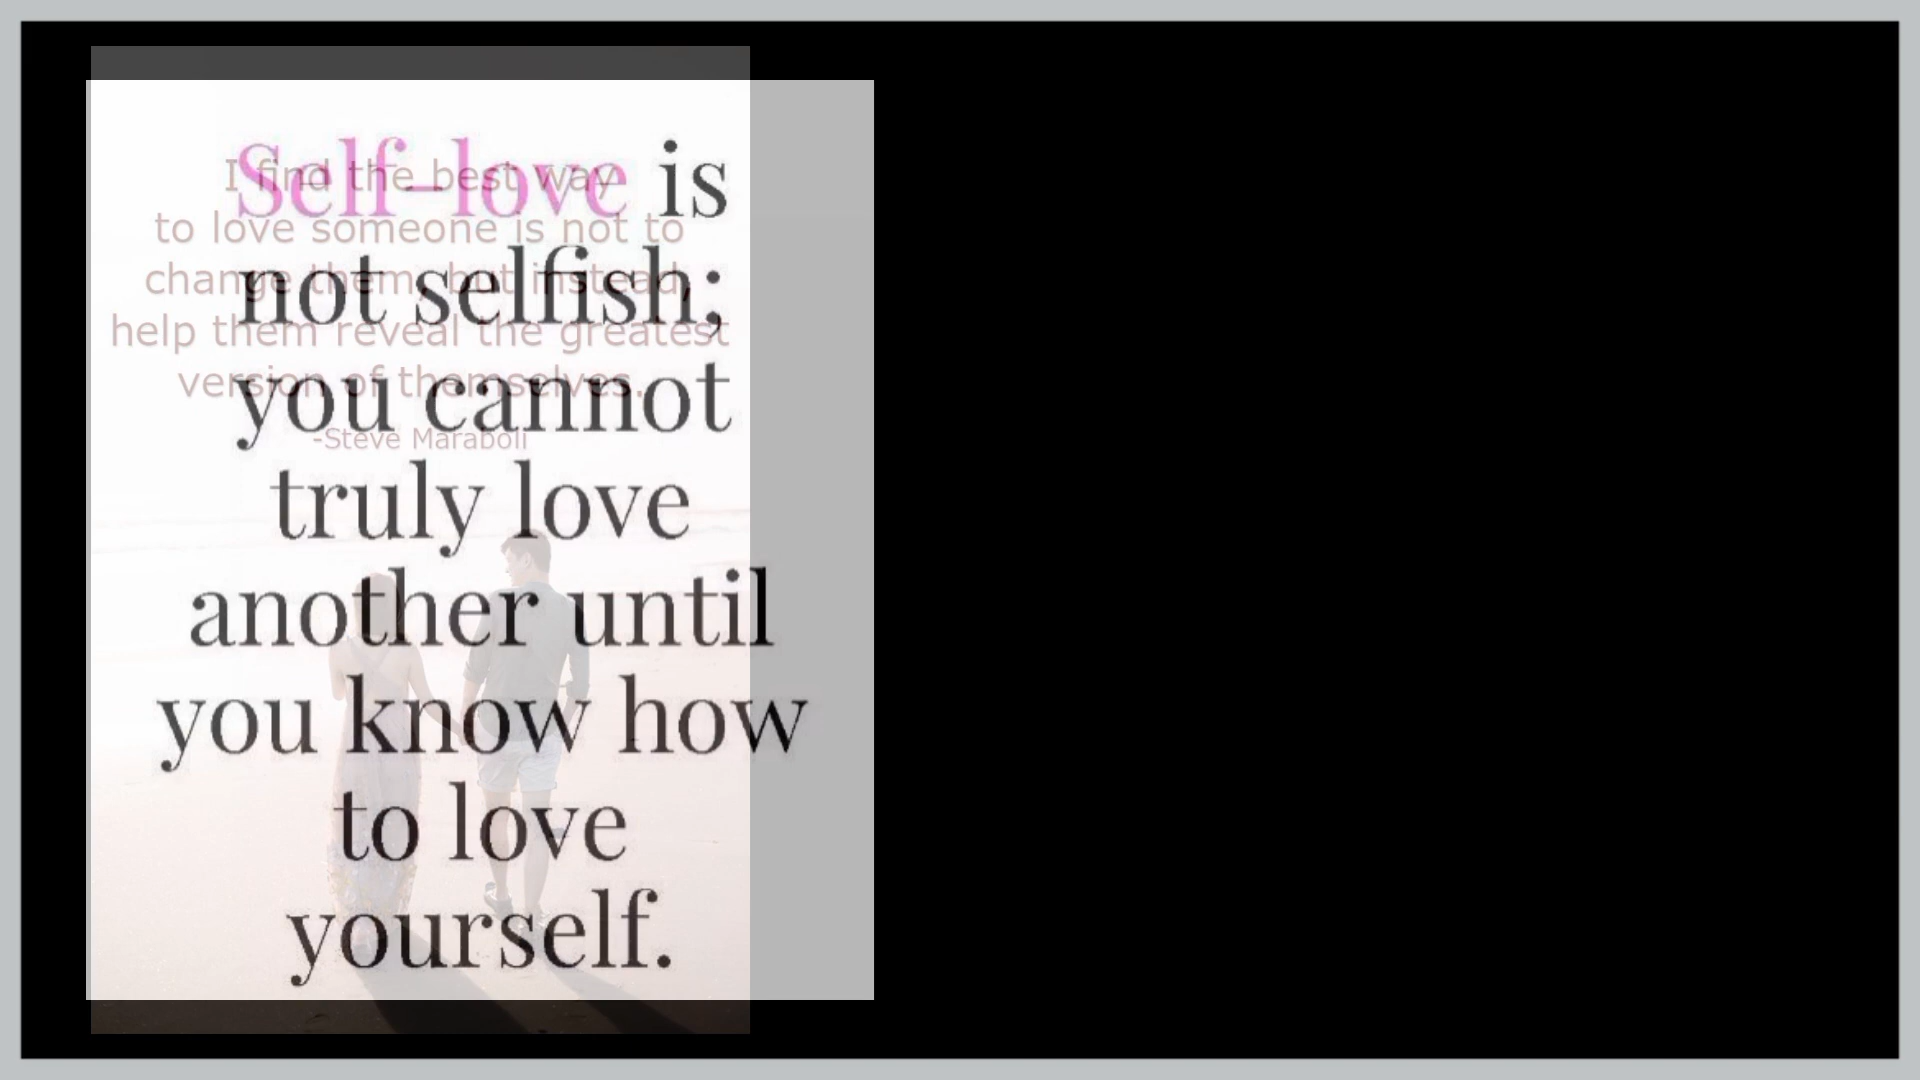 Self-love is
not selfish;
you cannot
truly love
another until
you know how
to love
yourself.
I find the best way
to love someone is not to
change them, but instead,
help them reveal the greatest
version of themselves.
-Steve Maraboli